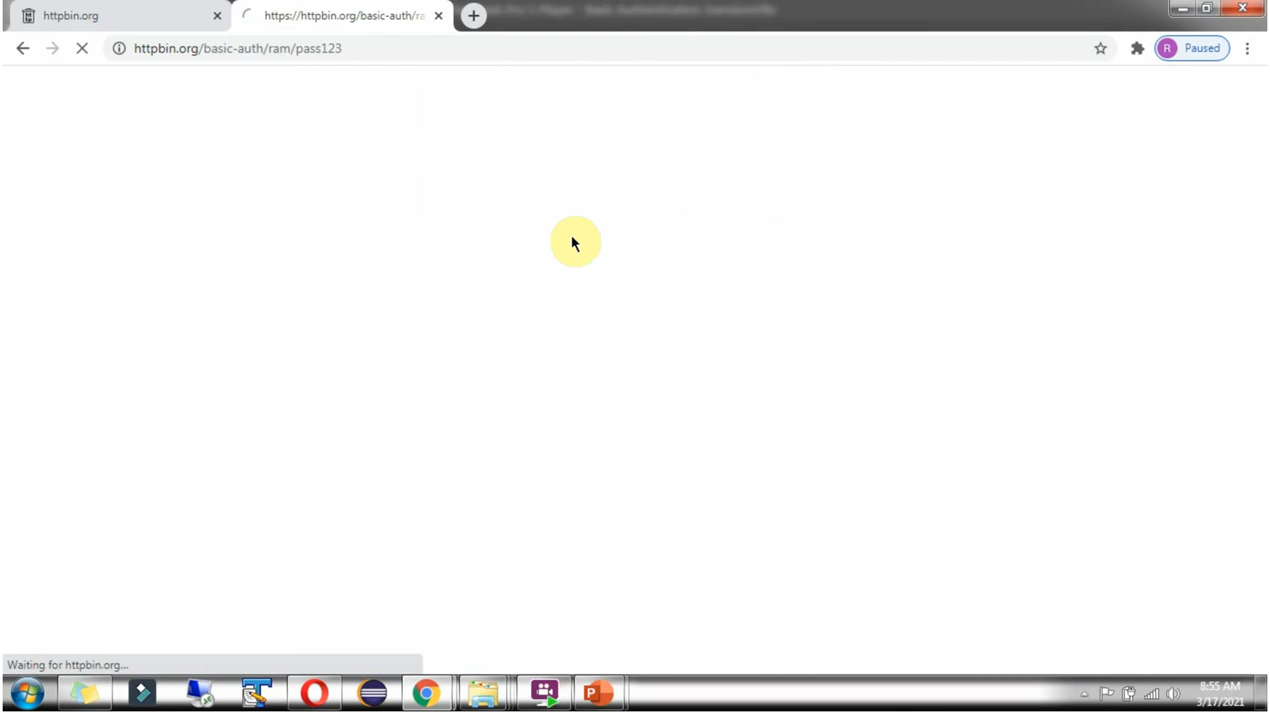 httpbin.org
https://httpbin.org/basic-auth/ra
httpbin.org/basic-auth/ram/pass123
R Paused
Waiting for httpbin.org...
P
8:55 AM
3/17/2021